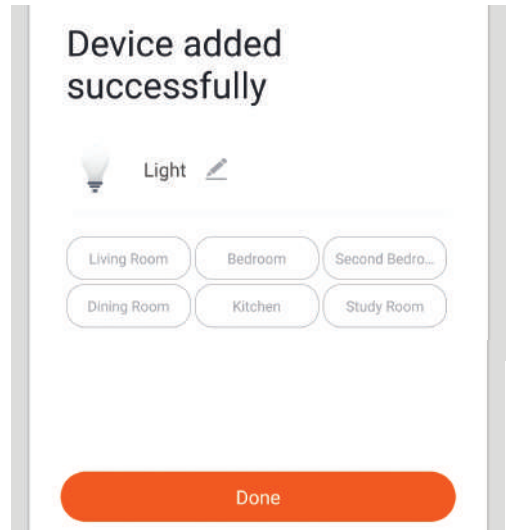 Device added
successfully
Light
Living Room Bedroom Second Bedro...
Dining Room Kitchen Study Room
Done